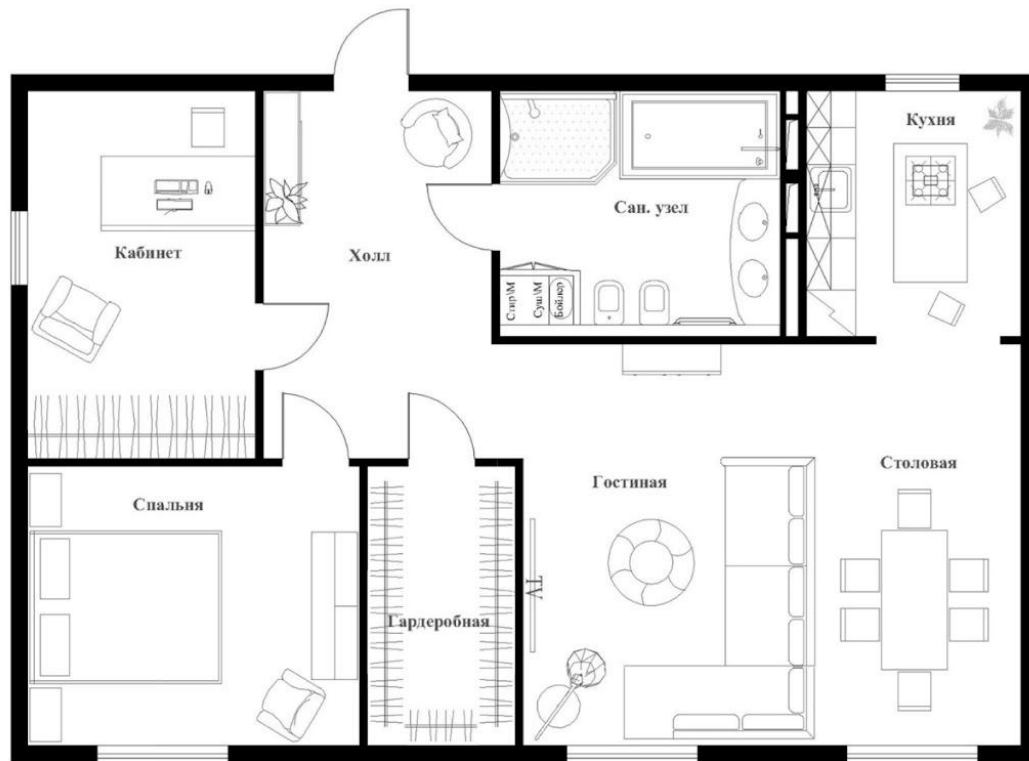 Кухня
Сан. узел
Кабинет
Холл
Стир\М
Суш\М
Бойлер
Гостиная
Столовая
Спальня
TV
Гардеробная